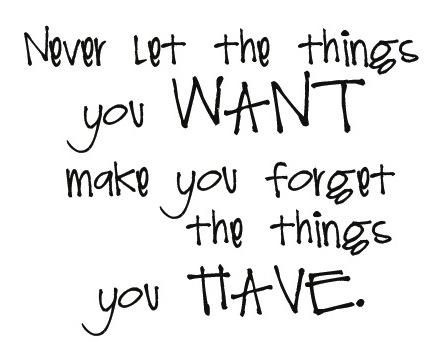 Never Let the things
you WANT
make you forget
the things
you HAVE.